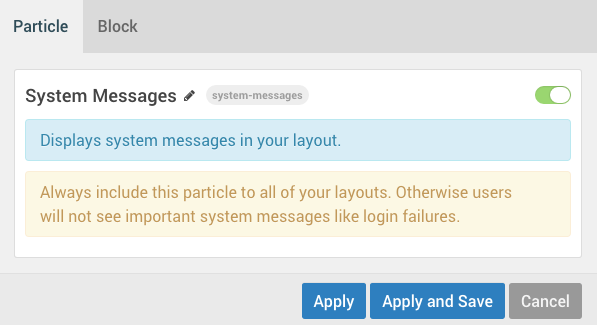 Particle
Block
System Messages
system-messages
Displays system messages in your layout.
Always include this particle to all of your layouts. Otherwise users
will not see important system messages like login failures.
Apply
Apply and Save
Cancel